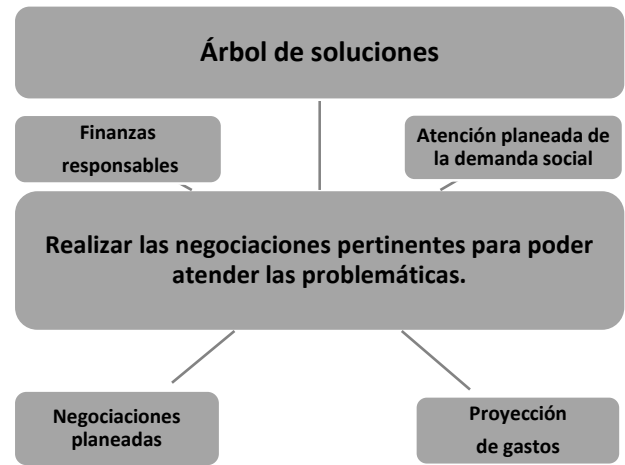 Árbol de soluciones
Finanzas
responsables
Atención planeada de
la demanda social
Realizar las negociaciones pertinentes para poder
atender las problemáticas.
Negociaciones
planeadas
Proyección
de gastos